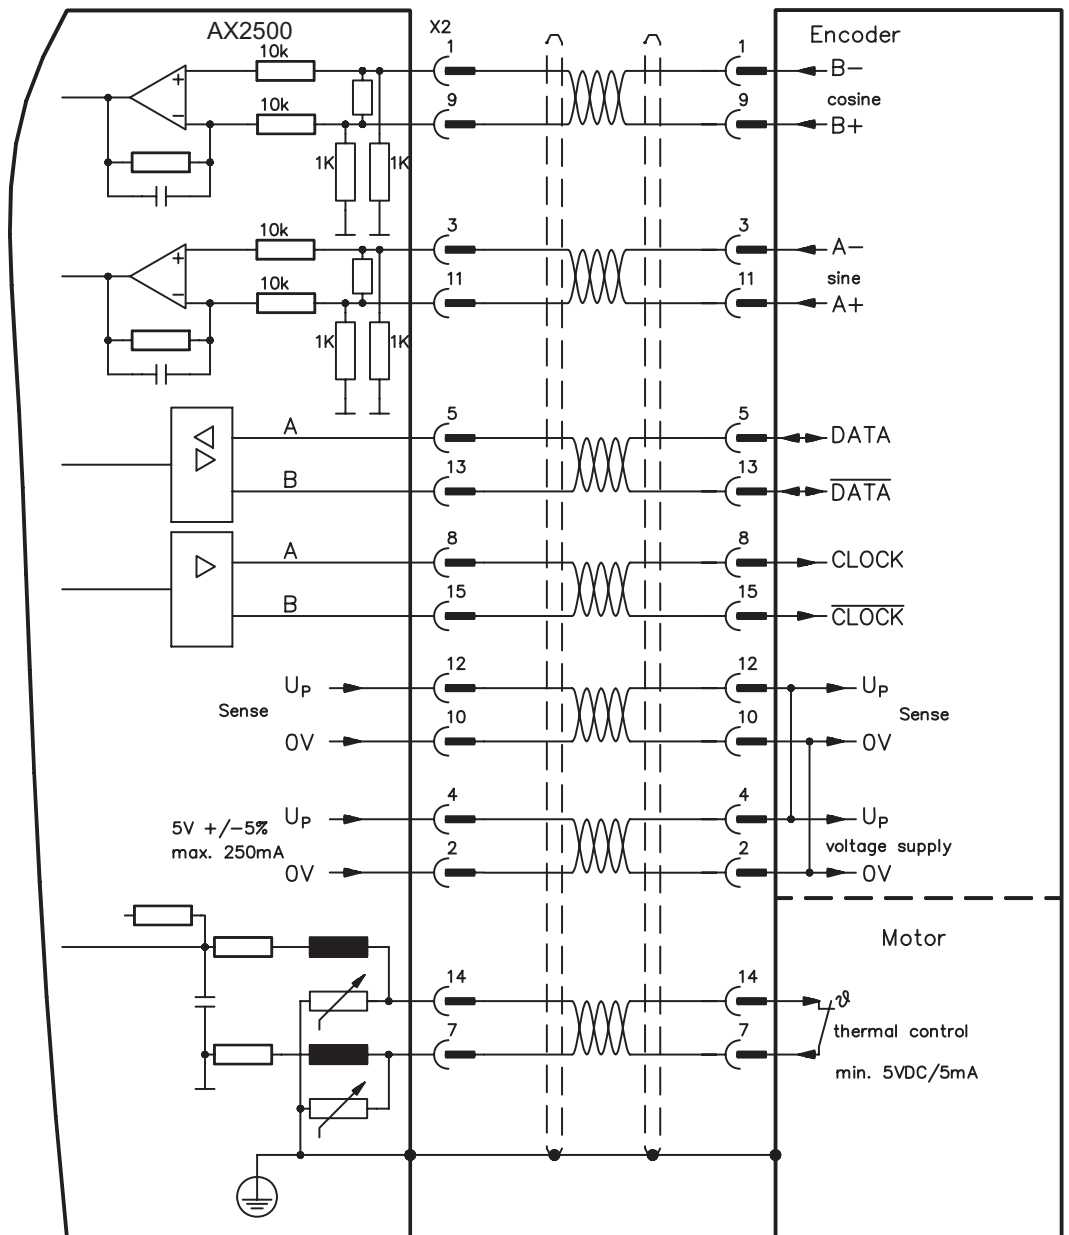 AX2500 X2 Encoder
10k 1 1 B−
cosine
10k 9 9 B+
1K 1K
10k 3 3 A−
sine
10k 11 11 A+
1K 1K
A 5 5 DATA
B 13 13 DATA
A 8 8 CLOCK
B 15 15 CLOCK
UP 12 12 UP
Sense Sense
0V 10 10 0V
UP 4 4 UP
5V +/−5%
max. 250mA voltage supply
0V 2 2 0V
Motor
14 14 ϑ
7 7 thermal control
min. 5VDC/5mA